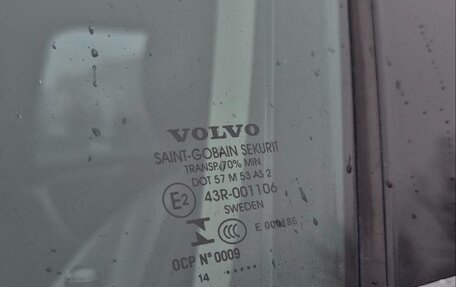 VOLVO
SAINT-GOBAIN SEKURIT
TRANSP. 70% MIN
DOT 57 M 53 AS 2
E2 43R-001106
SWEDEN
CCC E 000186
OCP N° 0009
14 ......